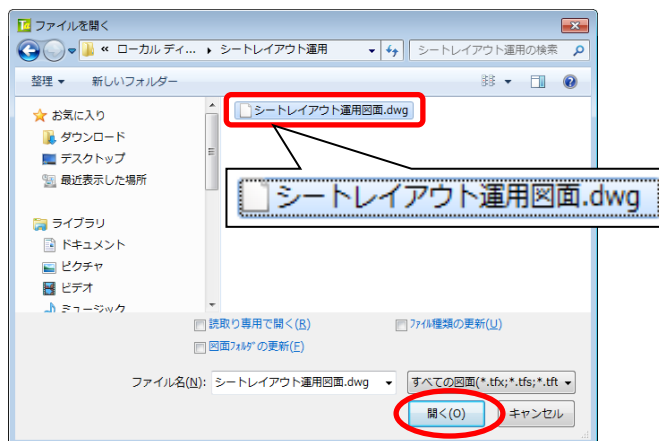 ファイルを開く
« ローカル ディ... ▸ シートレイアウト運用
シートレイアウト運用の検索
整理 ▼ 新しいフォルダー
お気に入り
ダウンロード
デスクトップ
最近表示した場所
ライブラリ
ドキュメント
ピクチャ
ビデオ
ミュージック
シートレイアウト運用図面.dwg
シートレイアウト運用図面.dwg
読取り専用で開く(R)
ファイル種類の更新(U)
図面フォルダの更新(F)
ファイル名(N): シートレイアウト運用図面.dwg
すべての図面(*.tfx;*.tfs;*.tft
開く(O)
キャンセル